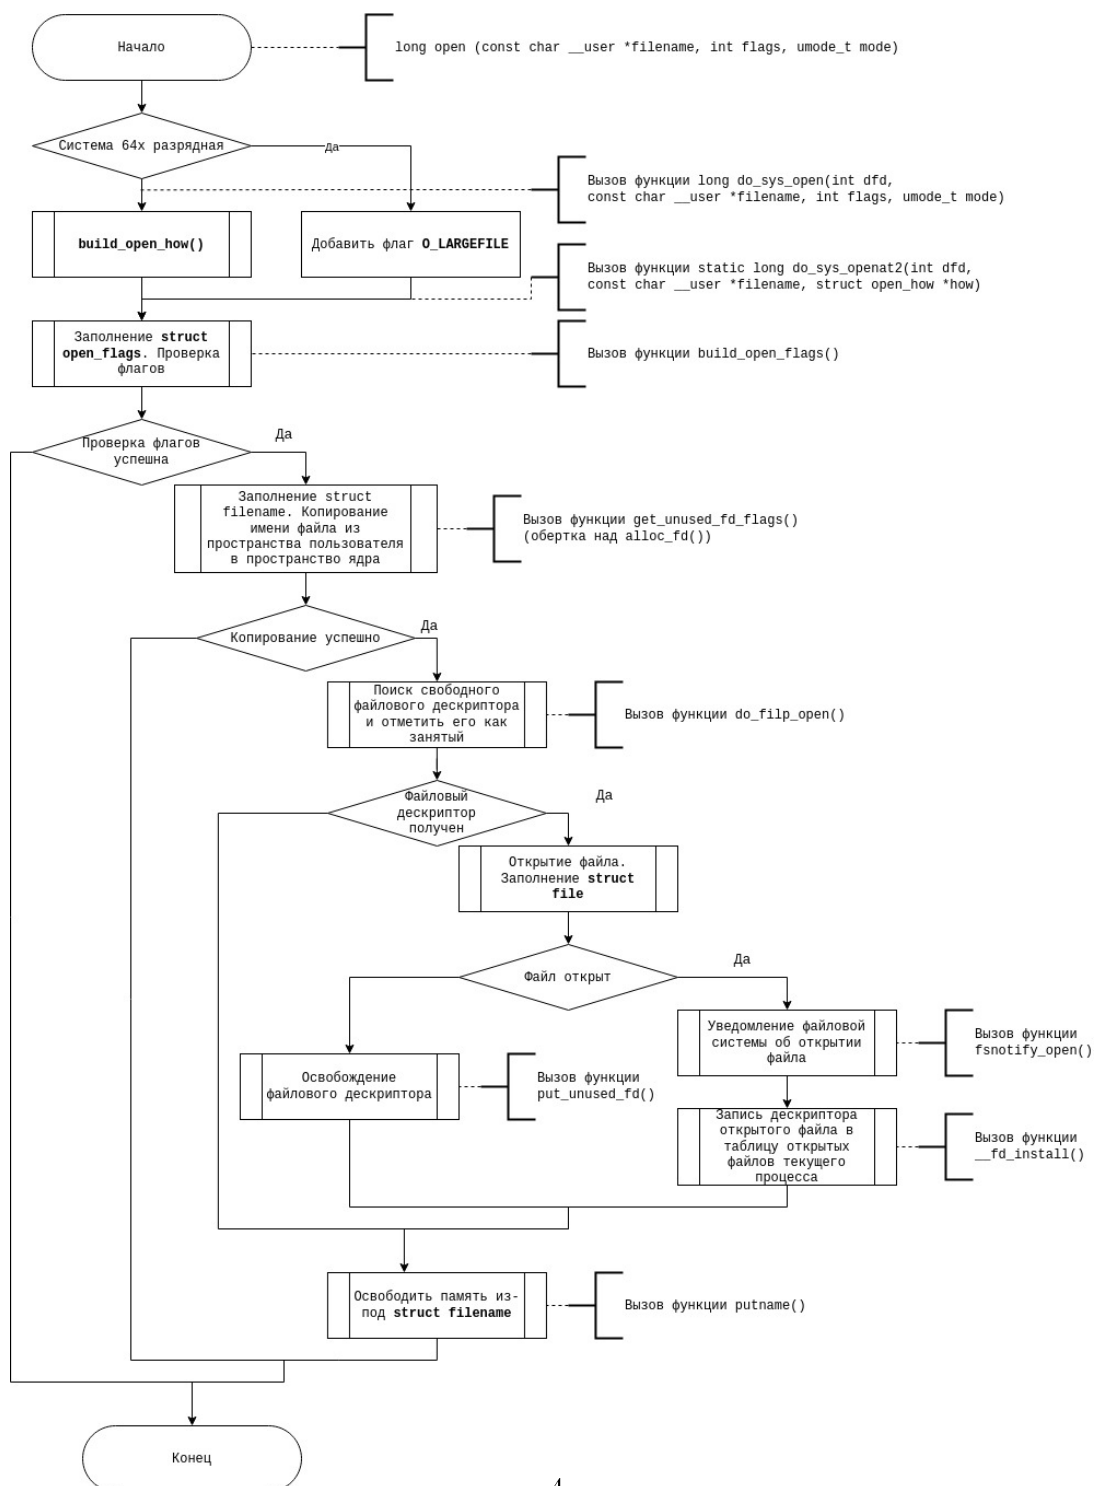 Начало
long open (const char __user *filename, int flags, umode_t mode)
Система 64х разрядная
Да
Вызов функции long do_sys_open(int dfd,
const char __user *filename, int flags, umode_t mode)
build_open_how()
Добавить флаг O_LARGEFILE
Вызов функции static long do_sys_openat2(int dfd,
const char __user *filename, struct open_how *how)
Заполнение struct
open_flags. Проверка
флагов
Вызов функции build_open_flags()
Проверка флагов
успешна
Да
Заполнение struct
filename. Копирование
имени файла из
пространства пользователя
в пространство ядра
Вызов функции get_unused_fd_flags()
(обертка над alloc_fd())
Копирование успешно
Да
Поиск свободного
файлового дескриптора
и отметить его как
занятый
Вызов функции do_filp_open()
Файловый
дескриптор
получен
Да
Открытие файла.
Заполнение struct
file
Файл открыт
Да
Уведомление файловой
системы об открытии
файла
Вызов функции
fsnotify_open()
Освобождение
файлового дескриптора
Вызов функции
put_unused_fd()
Запись дескриптора
открытого файла в
таблицу открытых
файлов текущего
процесса
Вызов функции
__fd_install()
Освободить память из-
под struct filename
Вызов функции putname()
Конец
4